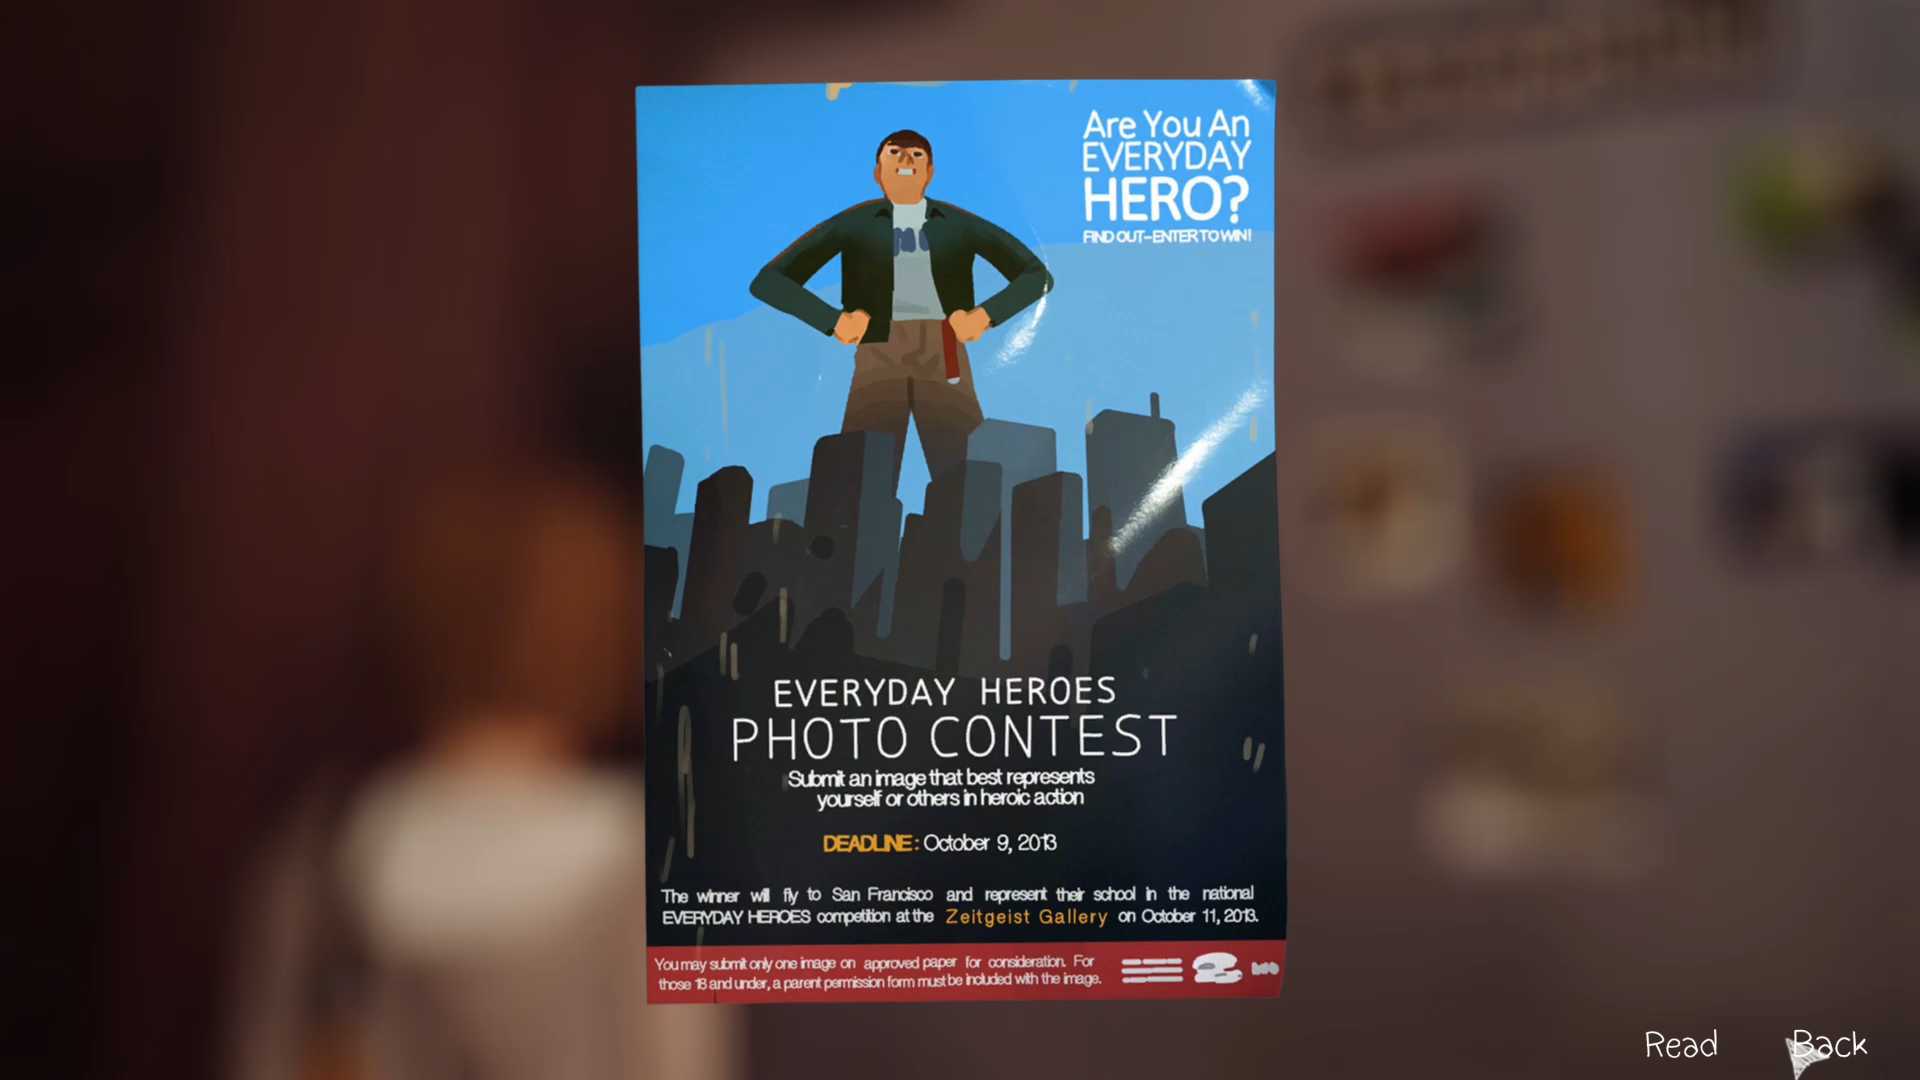 Are You An
EVERYDAY
HERO?
FIND OUT-ENTER TO WIN!
EVERYDAY HEROES
PHOTO CONTEST
Submit an image that best represents
yourself or others in heroic action
DEADLINE: October 9, 2013
The winner will fly to San Francisco and represent their school in the national
EVERYDAY HEROES competition at the Zeitgeist Gallery on October 11, 2013.
You may submit only one image on approved paper for consideration. For
those 18 and under, a parent permission form must be included with the image.
Read Back